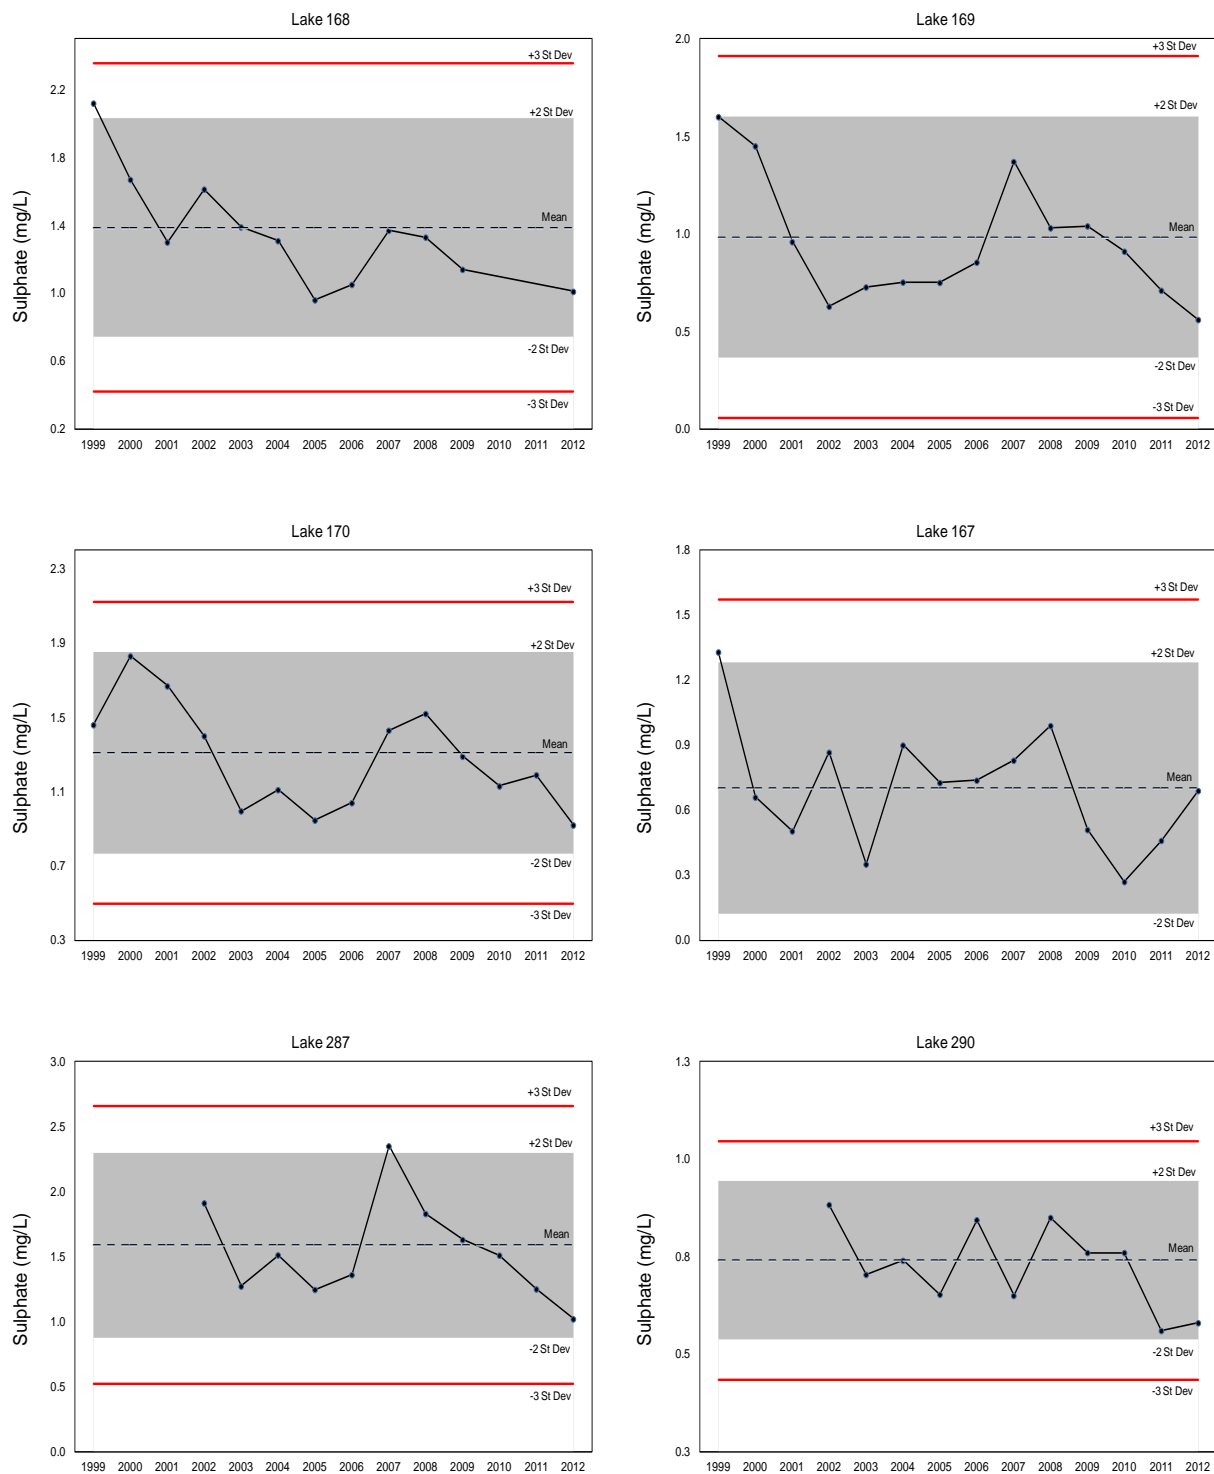 Lake 168
Sulphate (mg/L)
2.2
1.8
1.4
1.0
0.6
0.2
+3 St Dev
+2 St Dev
Mean
-2 St Dev
-3 St Dev
1999 2000 2001 2002 2003 2004 2005 2006 2007 2008 2009 2010 2011 2012
Lake 169
Sulphate (mg/L)
2.0
1.5
1.0
0.5
0.0
+3 St Dev
+2 St Dev
Mean
-2 St Dev
-3 St Dev
1999 2000 2001 2002 2003 2004 2005 2006 2007 2008 2009 2010 2011 2012
Lake 170
Sulphate (mg/L)
2.3
1.9
1.5
1.1
0.7
0.3
+3 St Dev
+2 St Dev
Mean
-2 St Dev
-3 St Dev
1999 2000 2001 2002 2003 2004 2005 2006 2007 2008 2009 2010 2011 2012
Lake 167
Sulphate (mg/L)
1.8
1.5
1.2
0.9
0.6
0.3
0.0
+3 St Dev
+2 St Dev
Mean
-2 St Dev
1999 2000 2001 2002 2003 2004 2005 2006 2007 2008 2009 2010 2011 2012
Lake 287
Sulphate (mg/L)
3.0
2.5
2.0
1.5
1.0
0.5
0.0
+3 St Dev
+2 St Dev
Mean
-2 St Dev
-3 St Dev
1999 2000 2001 2002 2003 2004 2005 2006 2007 2008 2009 2010 2011 2012
Lake 290
Sulphate (mg/L)
1.3
1.0
0.8
0.5
0.3
+3 St Dev
+2 St Dev
Mean
-2 St Dev
-3 St Dev
1999 2000 2001 2002 2003 2004 2005 2006 2007 2008 2009 2010 2011 2012